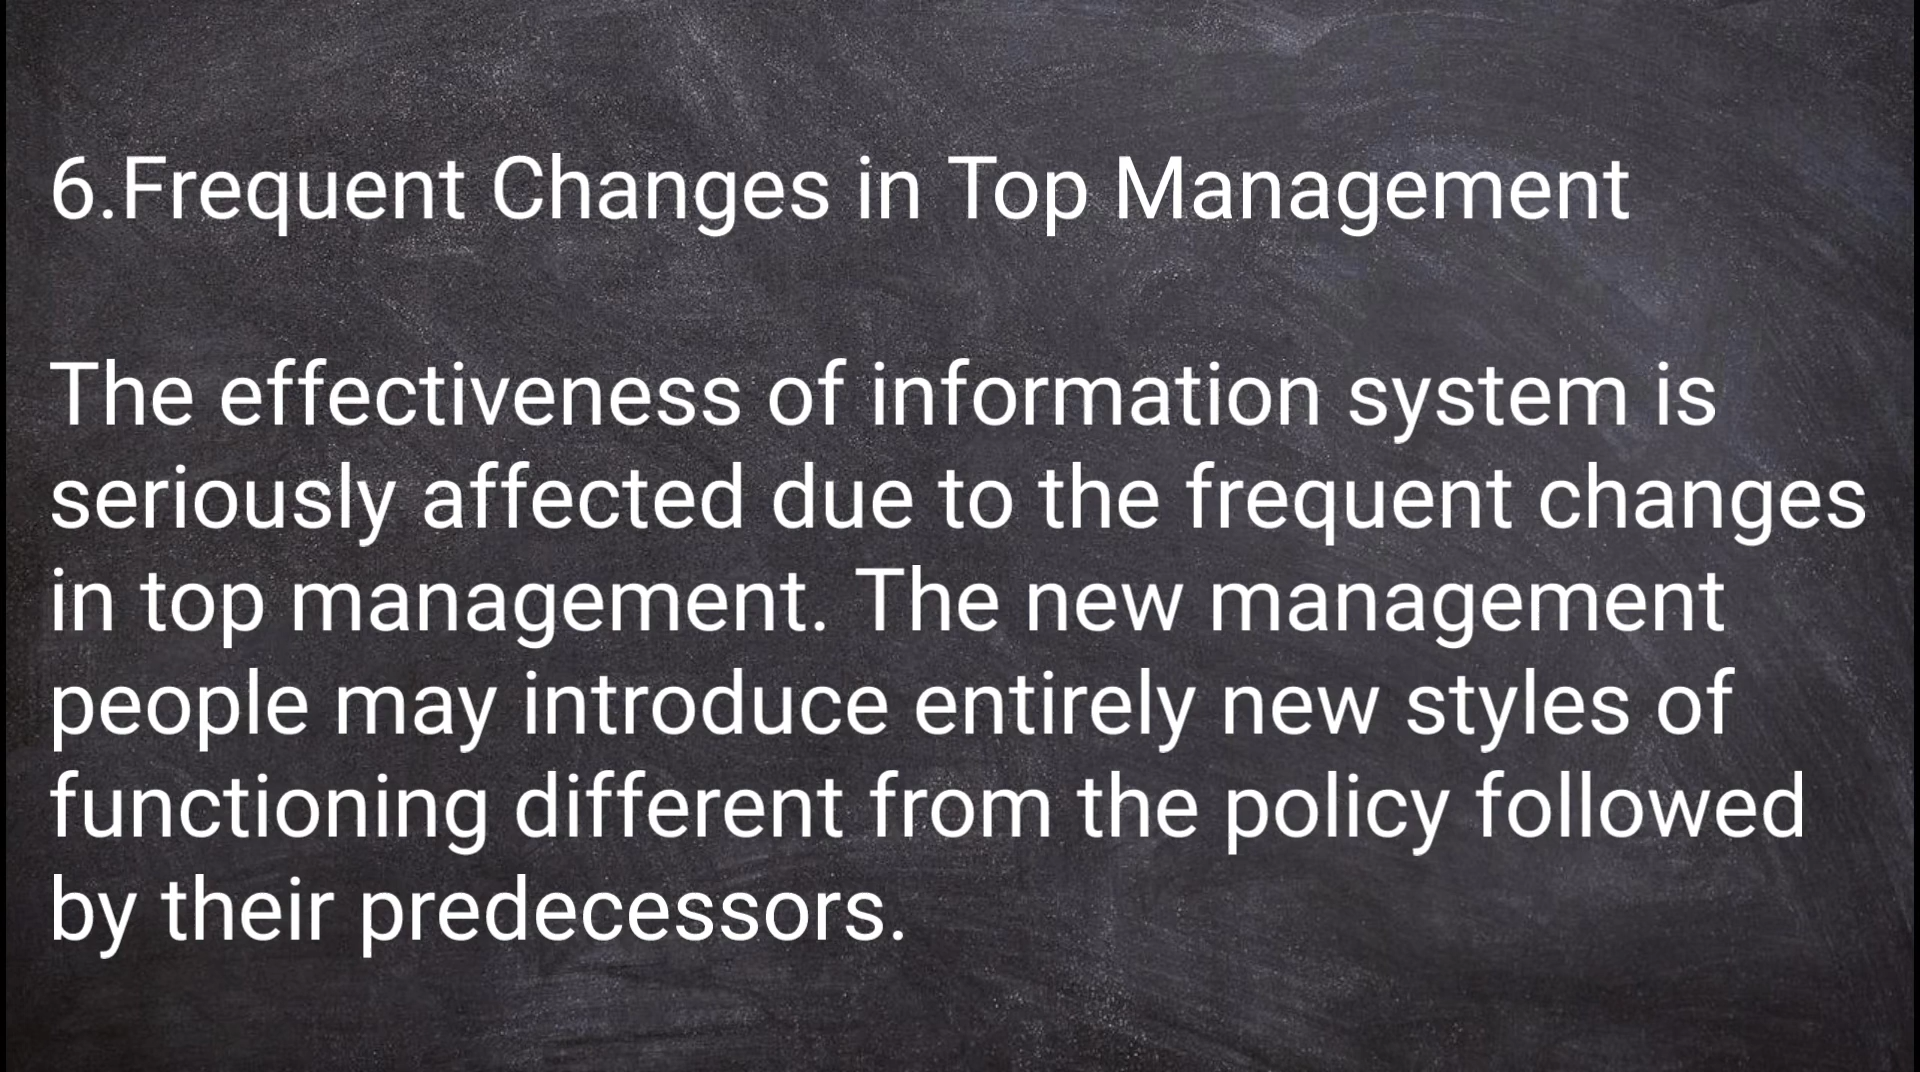 6.Frequent Changes in Top Management
The effectiveness of information system is
seriously affected due to the frequent changes
in top management. The new management
people may introduce entirely new styles of
functioning different from the policy followed
by their predecessors.